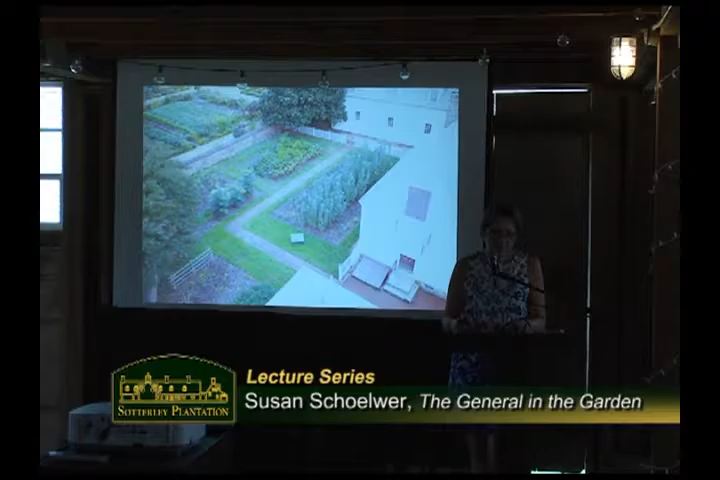 Lecture Series
Susan Schoelwer, The General in the Garden
SOTTERLEY PLANTATION